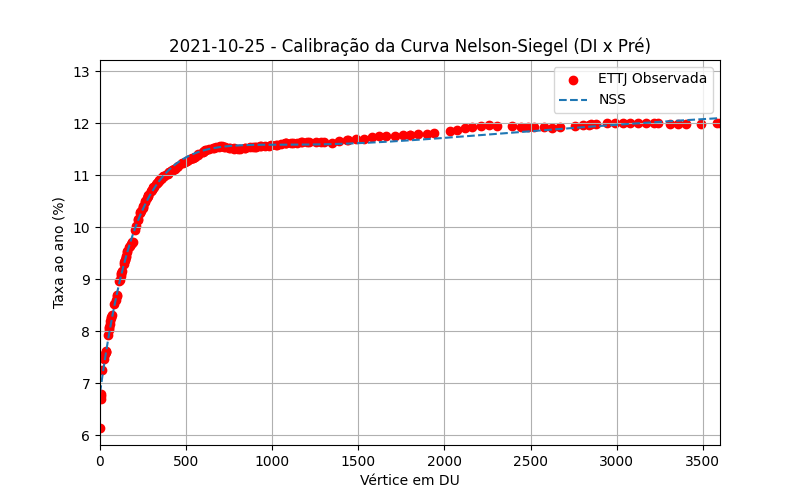 2021-10-25 - Calibração da Curva Nelson-Siegel (DI x Pré)
ETTJ Observada
NSS
Taxa ao ano (%)
13
12
11
10
9
8
7
6
0 500 1000 1500 2000 2500 3000 3500
Vértice em DU